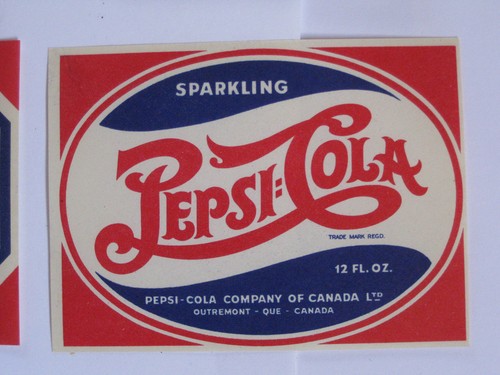 SPARKLING
PEPSI:COLA
TRADE MARK REGD.
12 FL. OZ.
PEPSI-COLA COMPANY OF CANADA LTD
OUTREMONT - QUE - CANADA